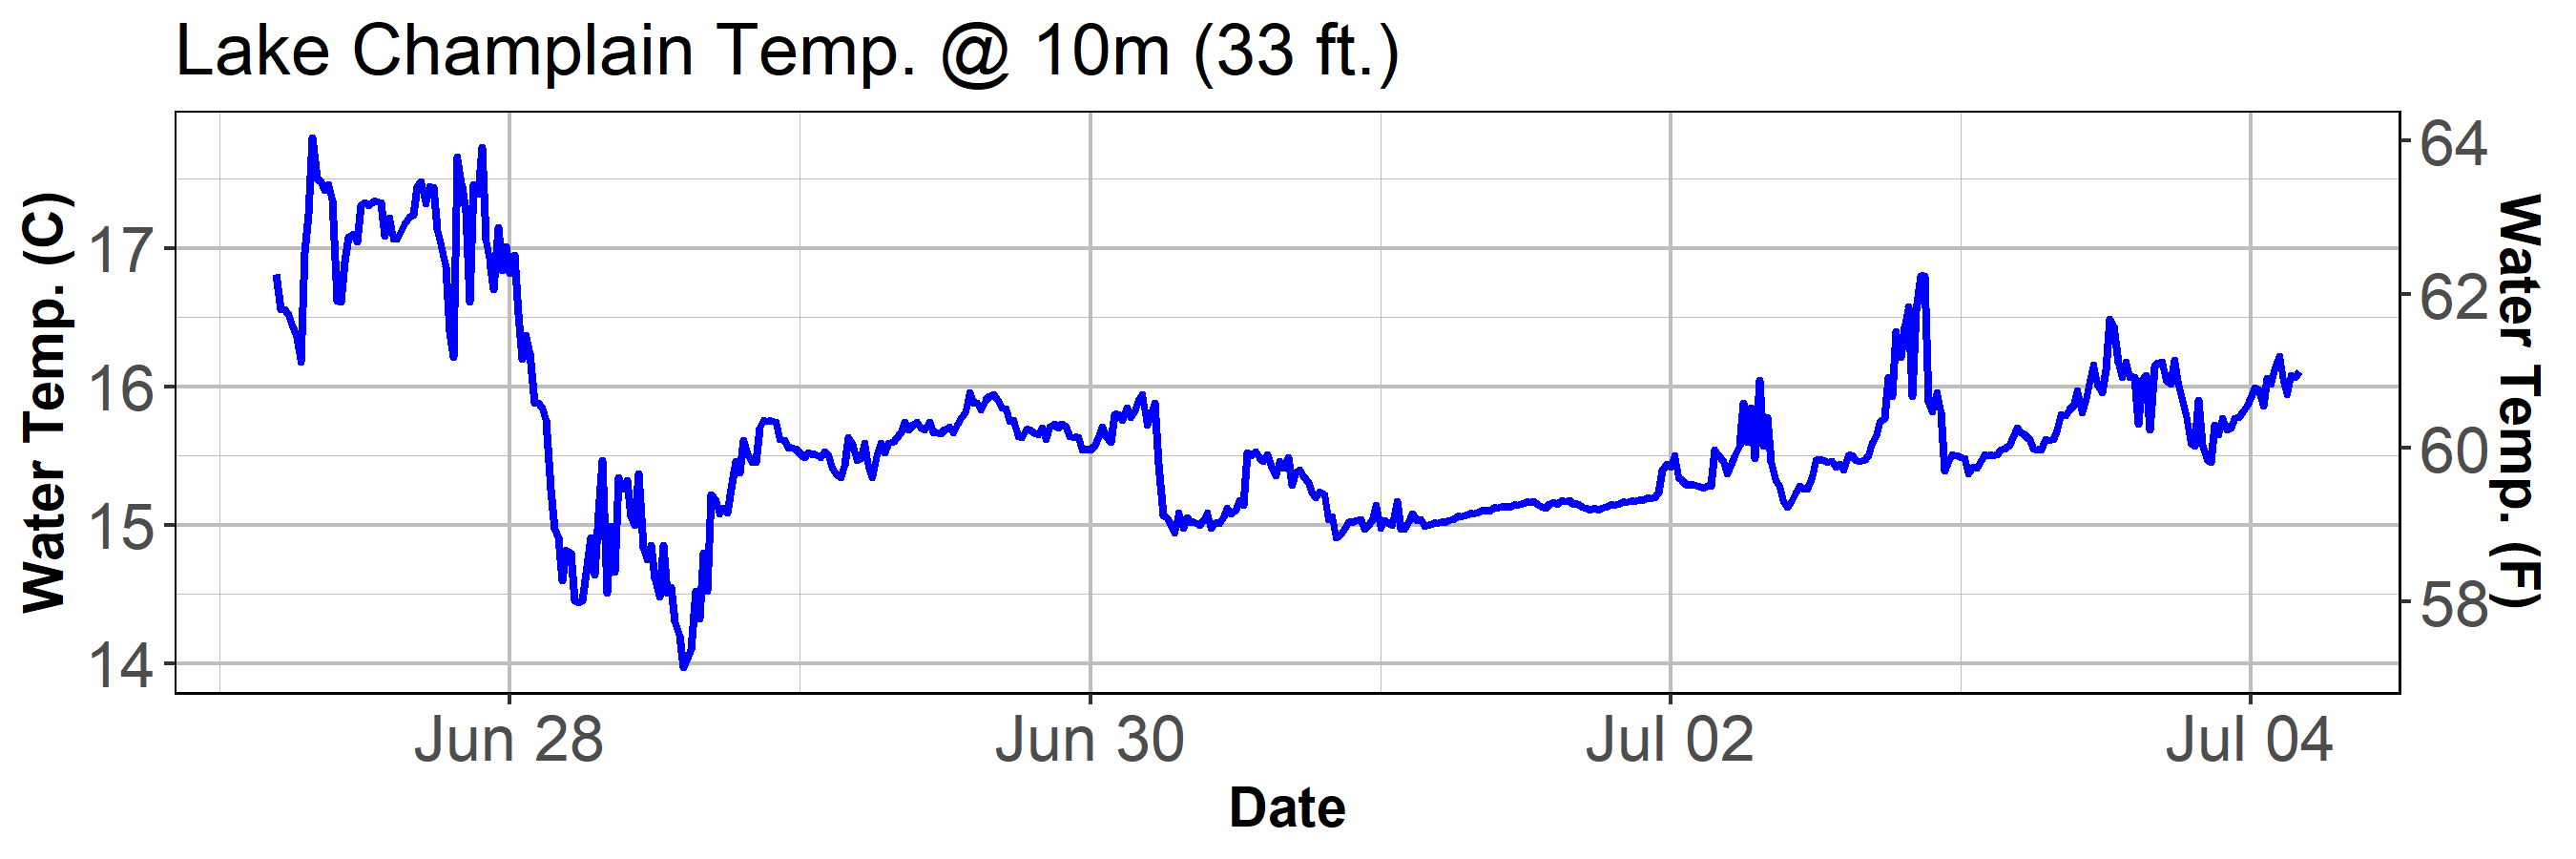 Lake Champlain Temp. @ 10m (33 ft.)
Water Temp. (C)
17
16
15
14
64
62
60
58
Water Temp. (F)
Jun 28
Jun 30
Jul 02
Jul 04
Date